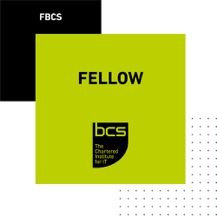 FBCS
FELLOW
bcs
The
Chartered
Institute
for IT